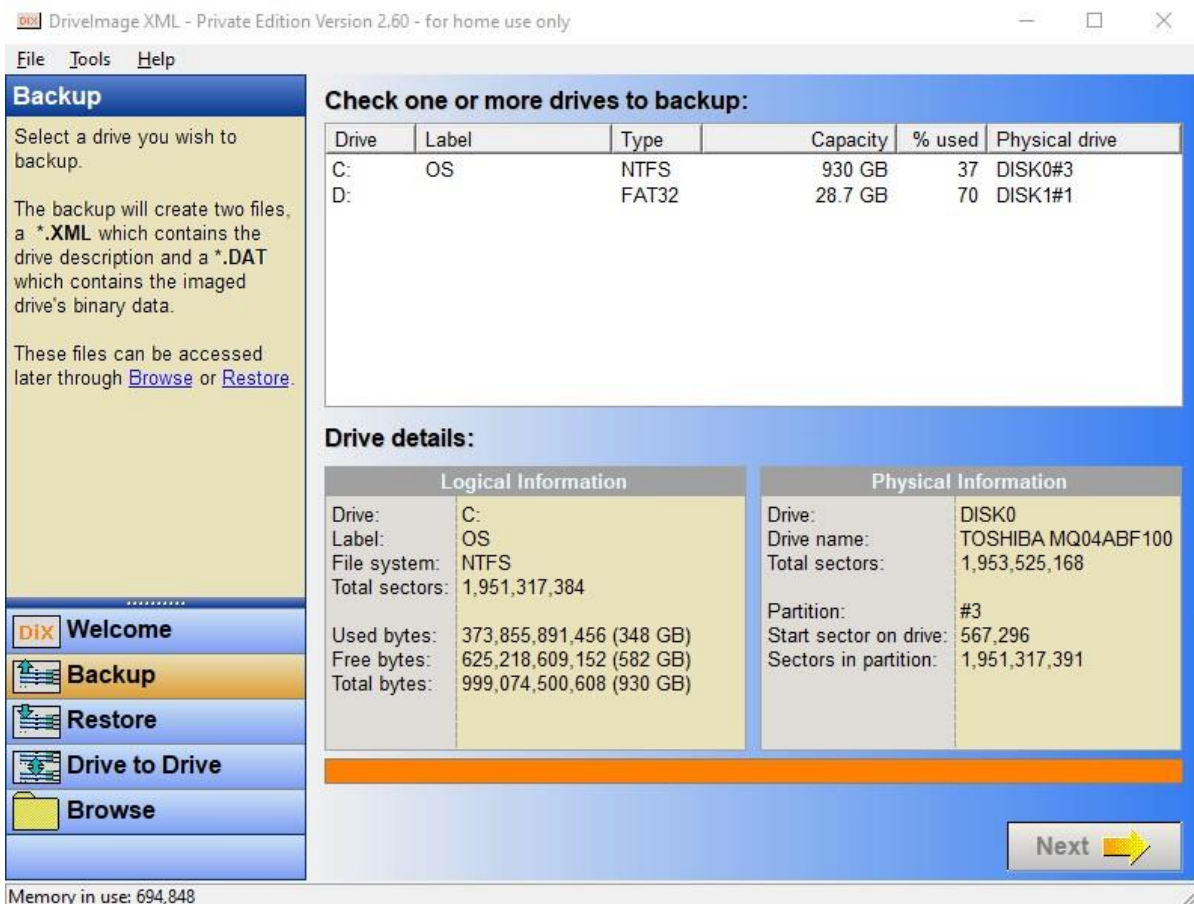 DIX DriveImage XML - Private Edition Version 2.60 - for home use only
File Tools Help
Backup
Select a drive you wish to
backup.
The backup will create two files,
a *.XML which contains the
drive description and a *.DAT
which contains the imaged
drive's binary data.
These files can be accessed
later through Browse or Restore.
DiX Welcome
Backup
Restore
Drive to Drive
Browse
Check one or more drives to backup:
Drive Label Type Capacity % used Physical drive
C: OS NTFS 930 GB 37 DISK0#3
D: FAT32 28.7 GB 70 DISK1#1
Drive details:
Logical Information
Drive: C:
Label: OS
File system: NTFS
Total sectors: 1,951,317,384
Used bytes: 373,855,891,456 (348 GB)
Free bytes: 625,218,609,152 (582 GB)
Total bytes: 999,074,500,608 (930 GB)
Physical Information
Drive: DISK0
Drive name: TOSHIBA MQ04ABF100
Total sectors: 1,953,525,168
Partition: #3
Start sector on drive: 567,296
Sectors in partition: 1,951,317,391
Next
Memory in use: 694,848